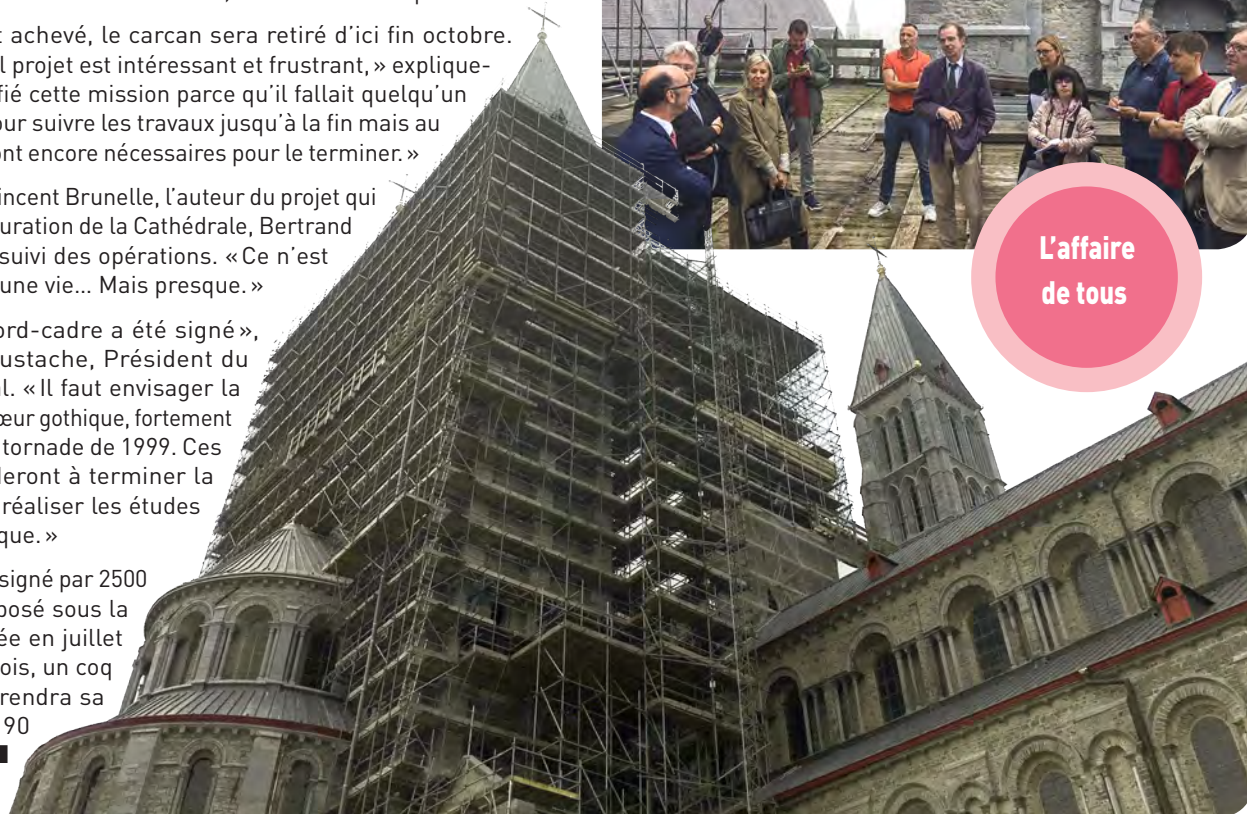 t achevé, le carcan sera retiré d'ici fin octobre.
l projet est intéressant et frustrant, » explique-
fié cette mission parce qu'il fallait quelqu'un
our suivre les travaux jusqu'à la fin mais au
ont encore nécessaires pour le terminer. »
incent Brunelle, l'auteur du projet qui
uration de la Cathédrale, Bertrand
suivi des opérations. « Ce n'est
une vie... Mais presque. »
ord-cadre a été signé »,
ustache, Président du
l. « Il faut envisager la
œur gothique, fortement
tornade de 1999. Ces
deront à terminer la
réaliser les études
que. »
signé par 2500
posé sous la
ée en juillet
ois, un coq
rendra sa
90
L'affaire
de tous